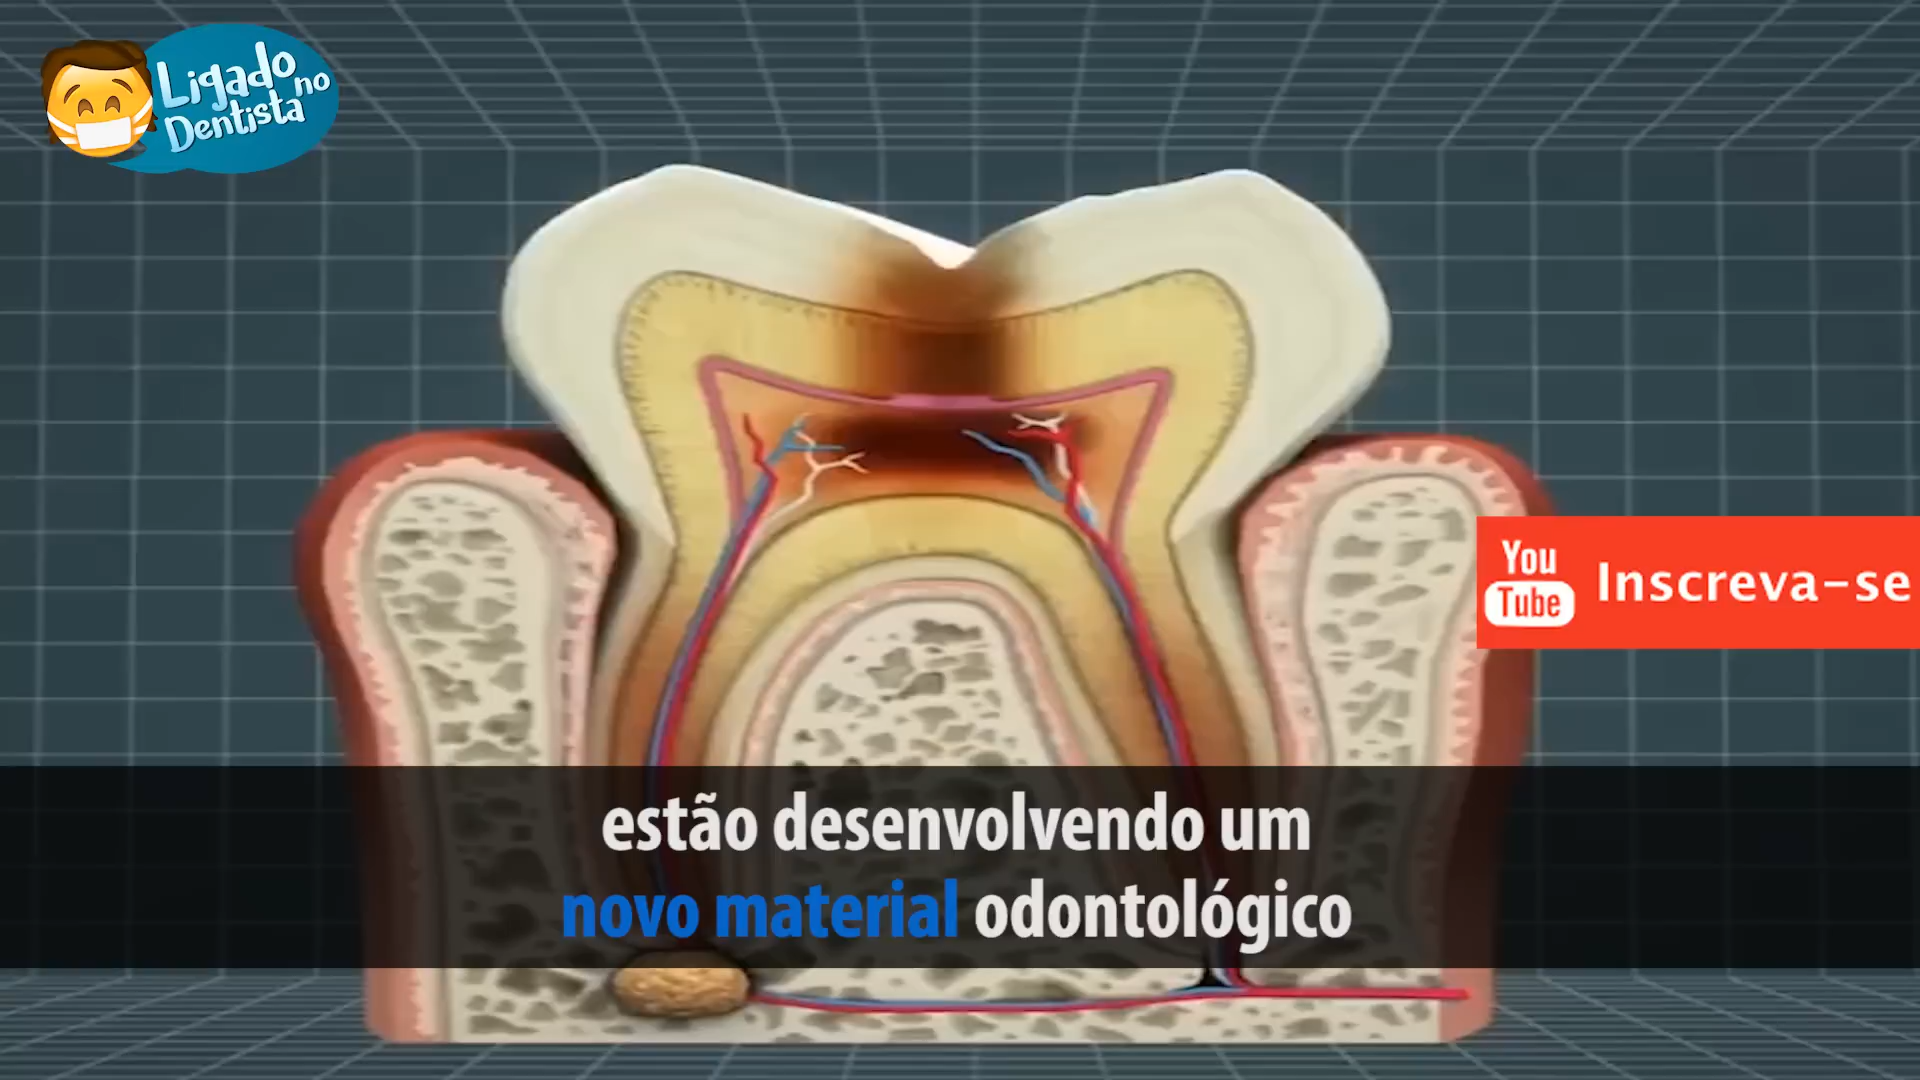 Ligado
no
Dentista
You
Tube
Inscreva-se
estão desenvolvendo um
novo material odontológico